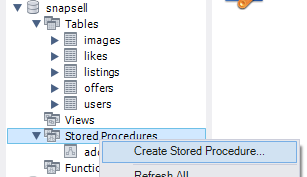 snapsell
Tables
images
likes
listings
offers
users
Views
Stored Procedures
Create Stored Procedure...
Refresh All